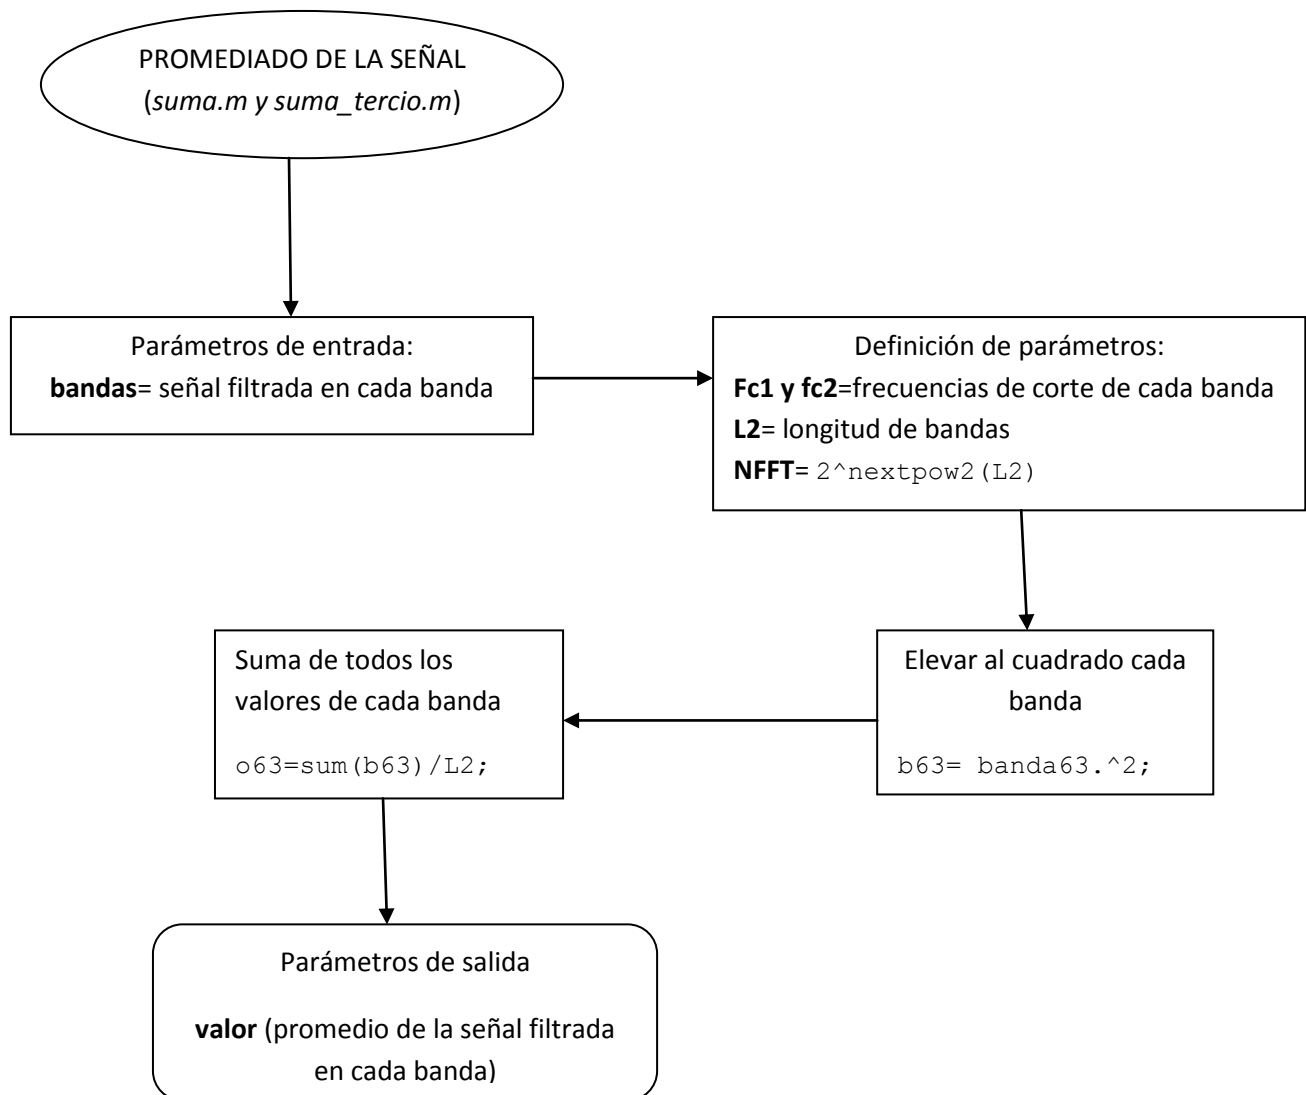 PROMEDIADO DE LA SEÑAL
(suma.m y suma_tercio.m)
Parámetros de entrada:
bandas= señal filtrada en cada banda
Definición de parámetros:
Fc1 y fc2=frecuencias de corte de cada banda
L2= longitud de bandas
NFFT= 2^nextpow2(L2)
Elevar al cuadrado cada
banda
b63= banda63.^2;
Suma de todos los
valores de cada banda
o63=sum(b63)/L2;
Parámetros de salida
valor (promedio de la señal filtrada
en cada banda)